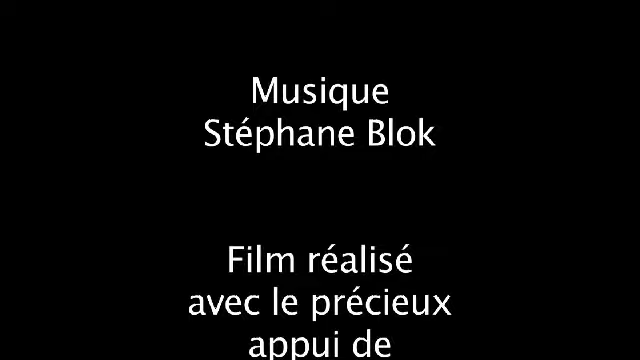 Musique
Stéphane Blok
Film réalisé
avec le précieux
appui de